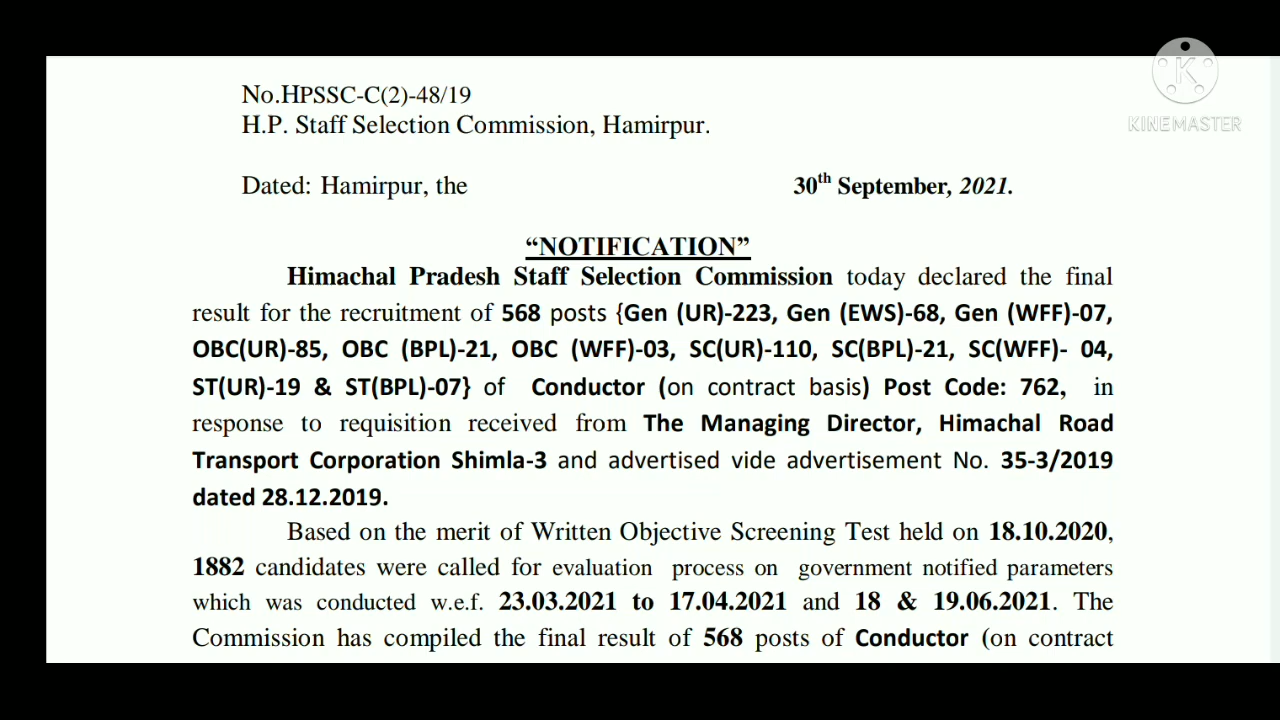 No.HPSSC-C(2)-48/19
H.P. Staff Selection Commission, Hamirpur.
Dated: Hamirpur, the 30th September, 2021.
“NOTIFICATION”
Himachal Pradesh Staff Selection Commission today declared the final
result for the recruitment of 568 posts {Gen (UR)-223, Gen (EWS)-68, Gen (WFF)-07,
OBC(UR)-85, OBC (BPL)-21, OBC (WFF)-03, SC(UR)-110, SC(BPL)-21, SC(WFF)- 04,
ST(UR)-19 & ST(BPL)-07} of Conductor (on contract basis) Post Code: 762, in
response to requisition received from The Managing Director, Himachal Road
Transport Corporation Shimla-3 and advertised vide advertisement No. 35-3/2019
dated 28.12.2019.
Based on the merit of Written Objective Screening Test held on 18.10.2020,
1882 candidates were called for evaluation process on government notified parameters
which was conducted w.e.f. 23.03.2021 to 17.04.2021 and 18 & 19.06.2021. The
Commission has compiled the final result of 568 posts of Conductor (on contract
K
KINEMASTER